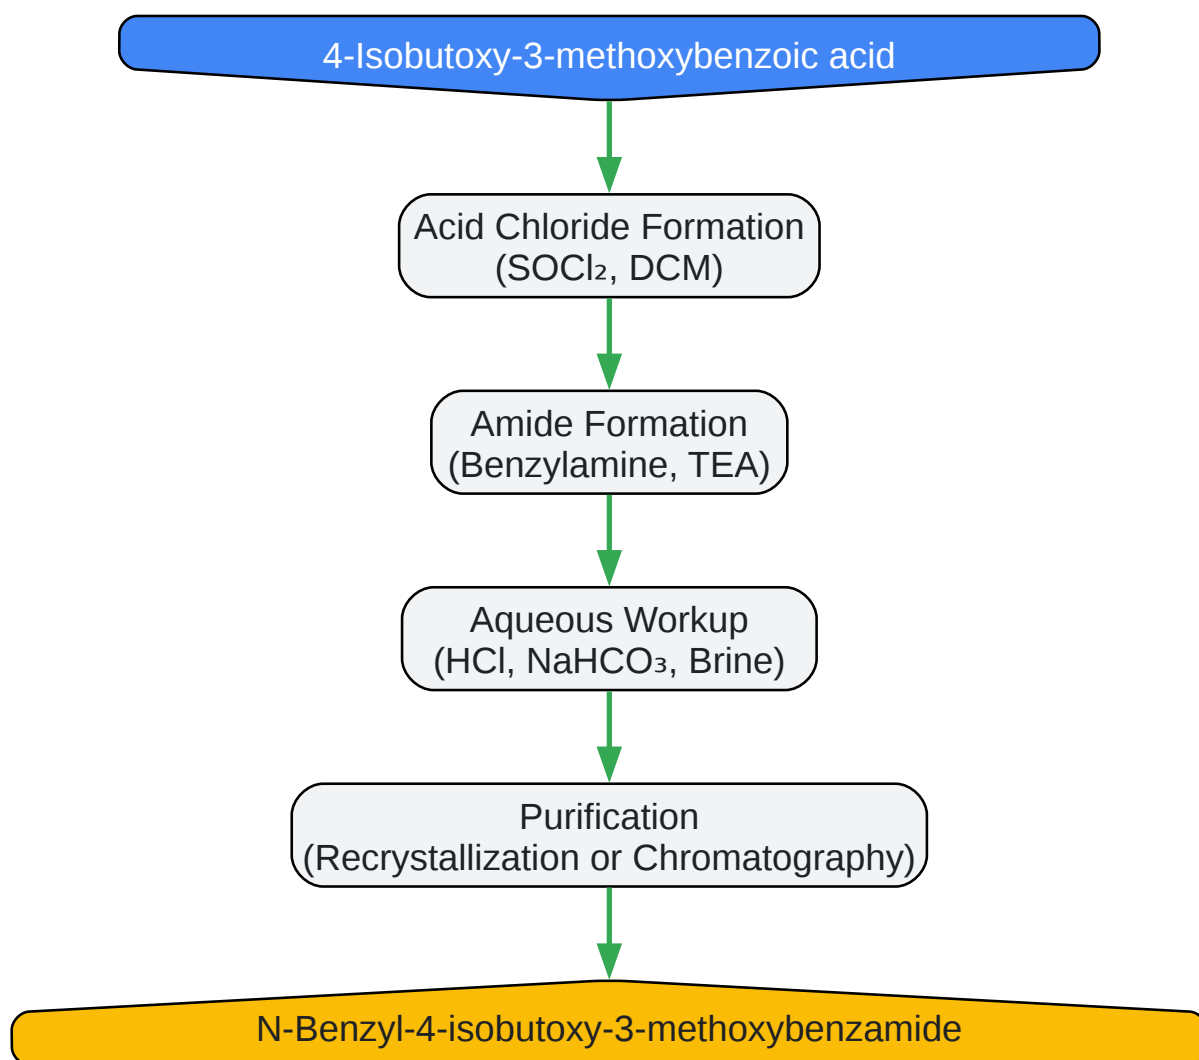 4-Isobutoxy-3-methoxybenzoic acid
Acid Chloride Formation
(SOCl₂, DCM)
Amide Formation
(Benzylamine, TEA)
Aqueous Workup
(HCl, NaHCO₃, Brine)
Purification
(Recrystallization or Chromatography)
N-Benzyl-4-isobutoxy-3-methoxybenzamide